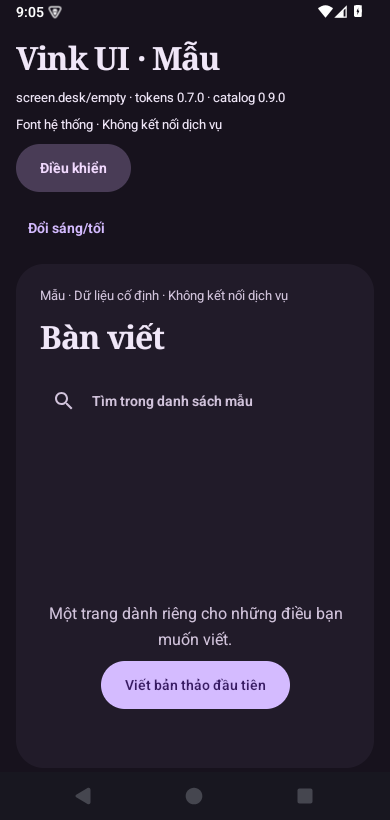 9:05
Vink UI · Mẫu
screen.desk/empty · tokens 0.7.0 · catalog 0.9.0
Font hệ thống · Không kết nối dịch vụ
Điều khiển
Đổi sáng/tối
Mẫu · Dữ liệu cố định · Không kết nối dịch vụ
Bàn viết
Tìm trong danh sách mẫu
Một trang dành riêng cho những điều bạn
muốn viết.
Viết bản thảo đầu tiên